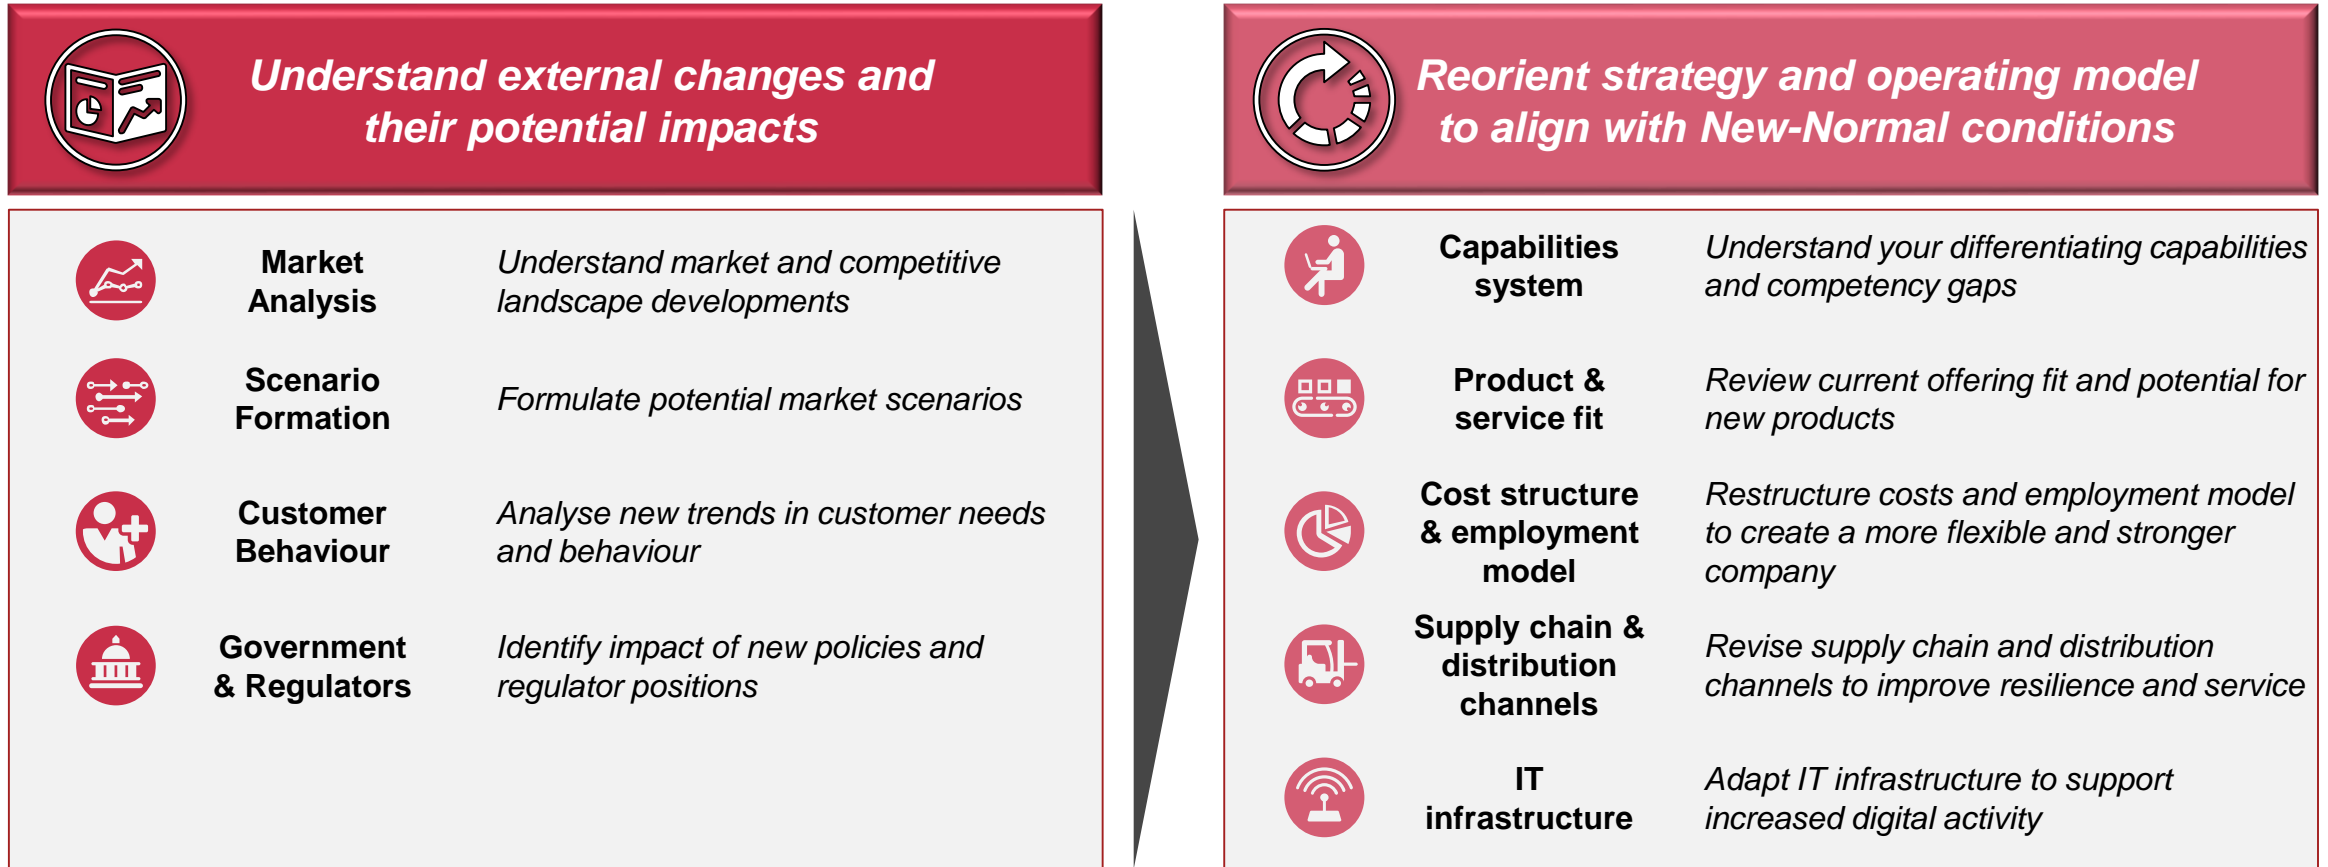 Understand external changes and
their potential impacts
Market
Analysis
Understand market and competitive
landscape developments
Scenario
Formation
Formulate potential market scenarios
Customer
Behaviour
Analyse new trends in customer needs
and behaviour
Government
& Regulators
Identify impact of new policies and
regulator positions
Reorient strategy and operating model
to align with New-Normal conditions
Capabilities
system
Understand your differentiating capabilities
and competency gaps
Product &
service fit
Review current offering fit and potential for
new products
Cost structure
& employment
model
Restructure costs and employment model
to create a more flexible and stronger
company
Supply chain &
distribution
channels
Revise supply chain and distribution
channels to improve resilience and service
IT
infrastructure
Adapt IT infrastructure to support
increased digital activity